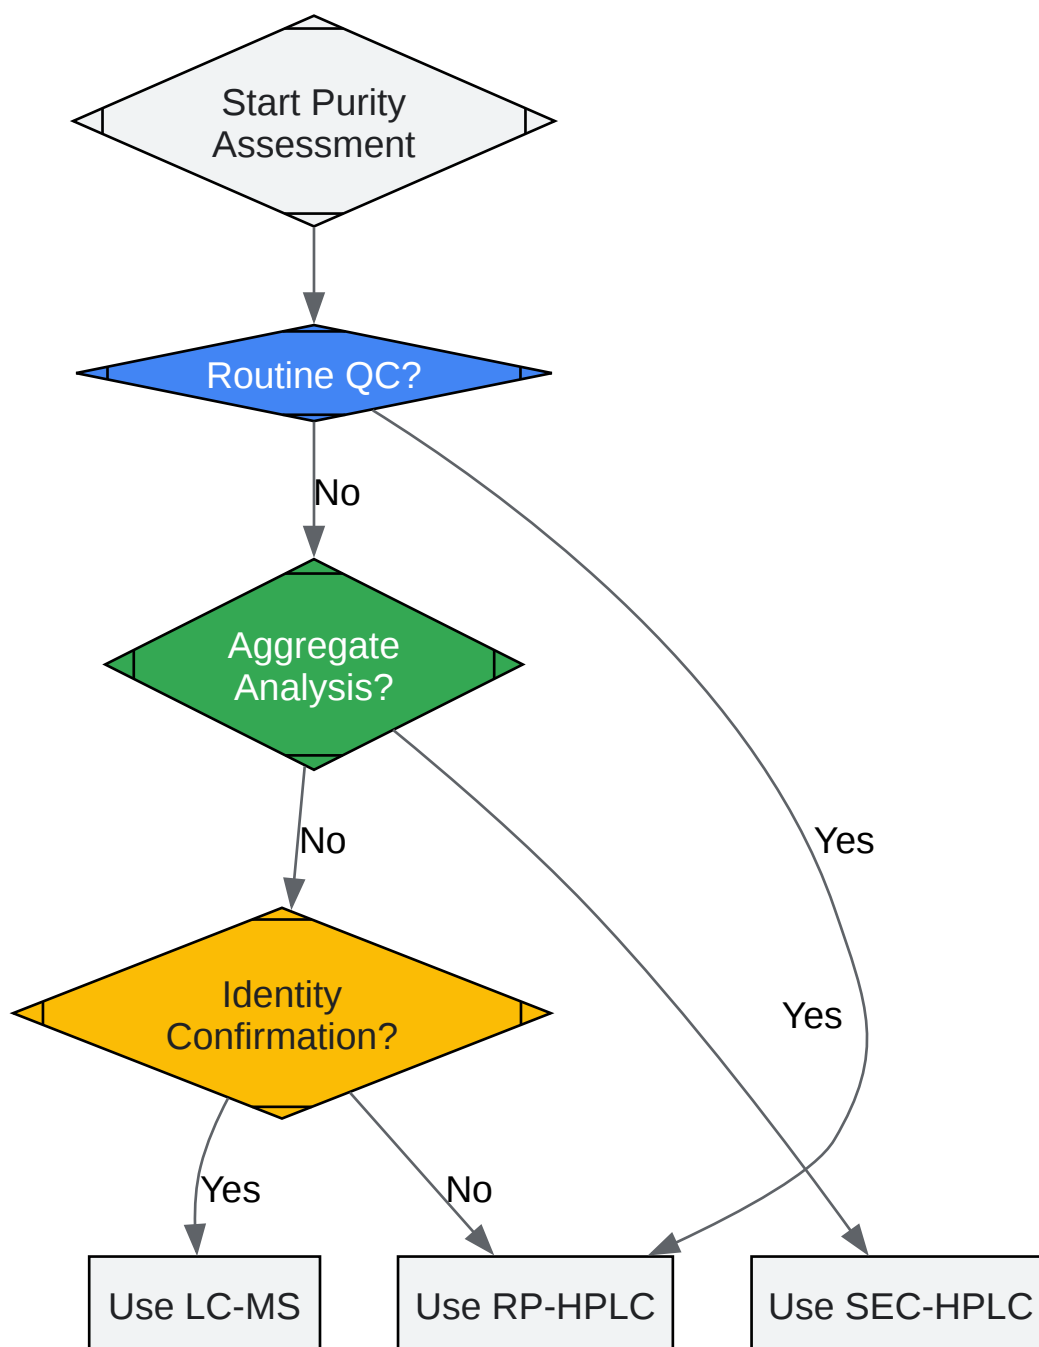 Start Purity
Assessment
Routine QC?
No
Aggregate
Analysis?
No
Yes
Identity
Confirmation?
Yes
Yes
No
Use LC-MS
Use RP-HPLC
Use SEC-HPLC